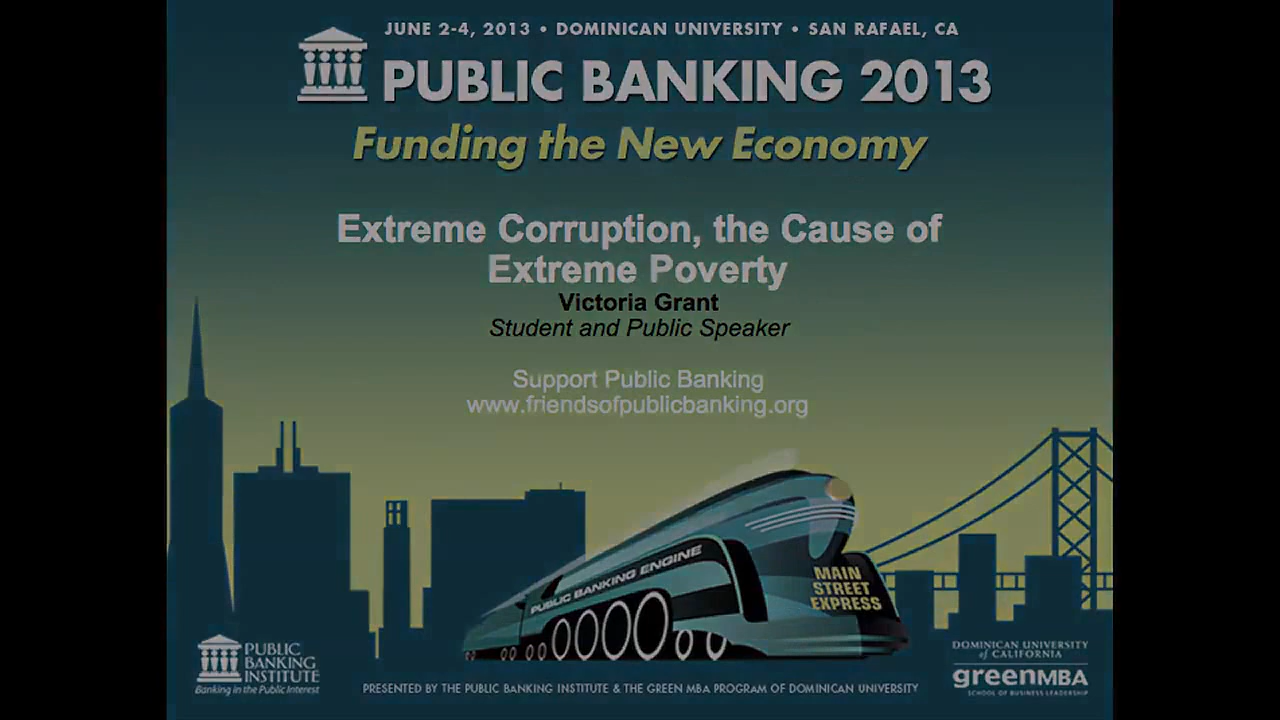 JUNE 2-4, 2013 • DOMINICAN UNIVERSITY • SAN RAFAEL, CA
PUBLIC BANKING 2013
Funding the New Economy
Extreme Corruption, the Cause of
Extreme Poverty
Victoria Grant
Student and Public Speaker
Support Public Banking
www.friendsofpublicbanking.org
PUBLIC BANKING ENGINE
MAIN
STREET
EXPRESS
PUBLIC
BANKING
INSTITUTE
Banking in the Public Interest
PRESENTED BY THE PUBLIC BANKING INSTITUTE & THE GREEN MBA PROGRAM OF DOMINICAN UNIVERSITY
DOMINICAN UNIVERSITY
of CALIFORNIA
greenMBA
SCHOOL OF BUSINESS LEADERSHIP